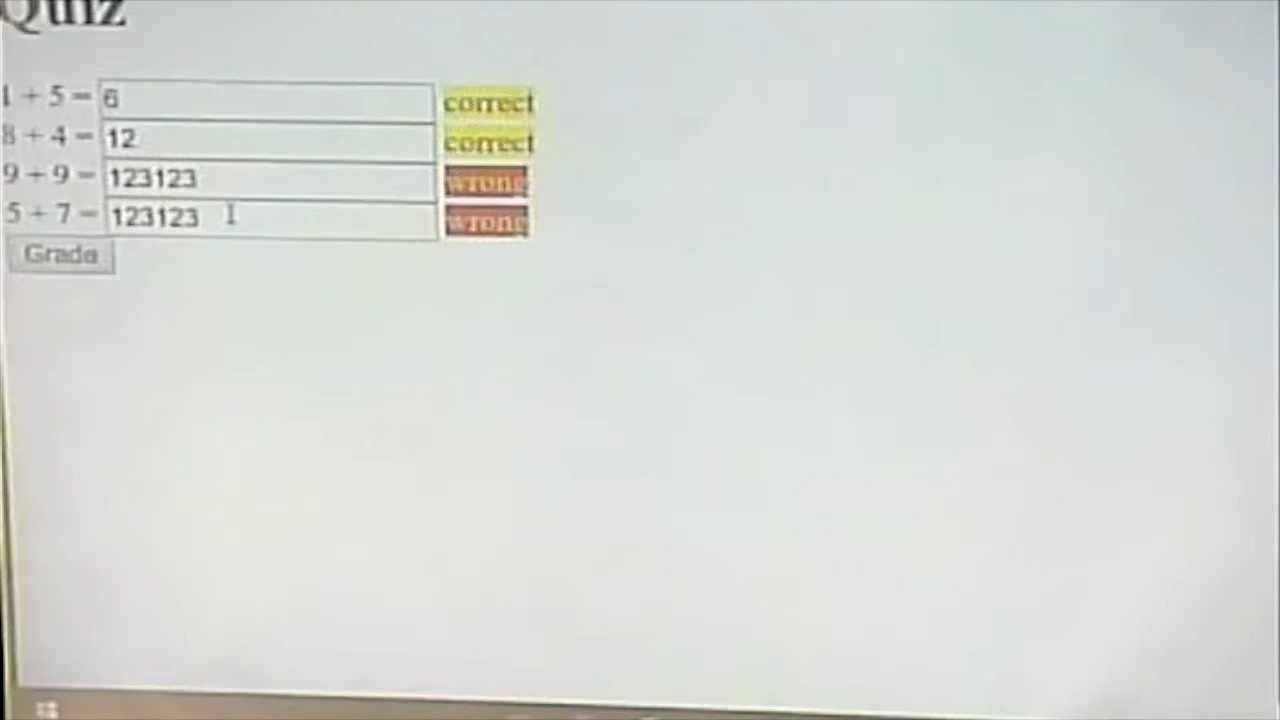 Quiz
1 + 5 = 6 correct
8 + 4 = 12 correct
9 + 9 = 123123 wrong
5 + 7 = 123123 wrong
Grade